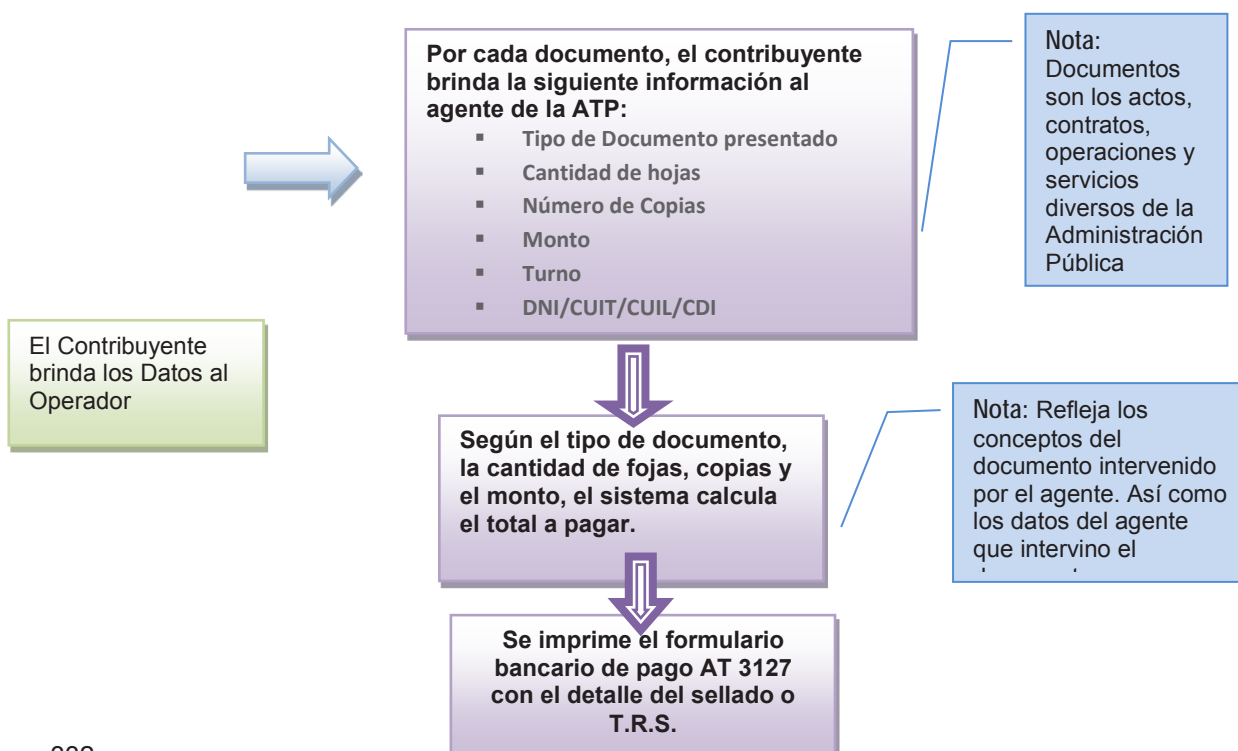 Por cada documento, el contribuyente
brinda la siguiente información al
agente de la ATP:
▪ Tipo de Documento presentado
▪ Cantidad de hojas
▪ Número de Copias
▪ Monto
▪ Turno
▪ DNI/CUIT/CUIL/CDI
Nota:
Documentos
son los actos,
contratos,
operaciones y
servicios
diversos de la
Administración
Pública
El Contribuyente
brinda los Datos al
Operador
Según el tipo de documento,
la cantidad de fojas, copias y
el monto, el sistema calcula
el total a pagar.
Nota: Refleja los
conceptos del
documento intervenido
por el agente. Así como
los datos del agente
que intervino el
Se imprime el formulario
bancario de pago AT 3127
con el detalle del sellado o
T.R.S.